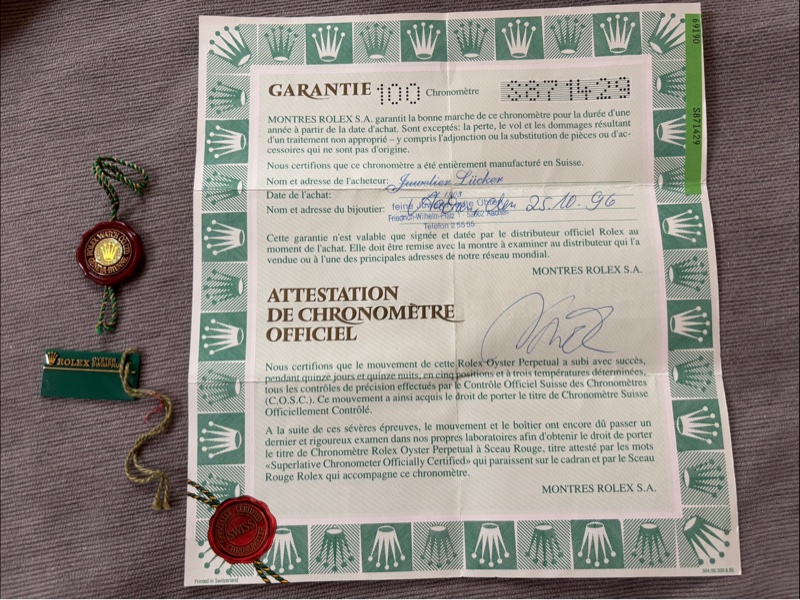 GARANTIE 100 Chronomètre S871429
69190
S871429
MONTRES ROLEX S.A. garantit la bonne marche de ce chronomètre pour la durée d'une
année à partir de la date d'achat. Sont exceptés: la perte, le vol et les dommages résultant
d'un traitement non approprié – y compris l'adjonction ou la substitution de pièces ou d'ac-
cessoires qui ne sont pas d'origine.
Nous certifions que ce chronomètre a été entièrement manufacturé en Suisse.
Nom et adresse de l'acheteur: Juwelier Lücker
Date de l'achat:
Nom et adresse du bijoutier: 25.10.96
Friedrich-Wilhelm-Platz
Telefon 2 55 95
Cette garantie n'est valable que signée et datée par le distributeur officiel Rolex au
moment de l'achat. Elle doit être remise avec la montre à examiner au distributeur qui l'a
vendue ou à l'une des principales adresses de notre réseau mondial.
MONTRES ROLEX S.A.
ATTESTATION
DE CHRONOMÈTRE
OFFICIEL
Nous certifions que le mouvement de cette Rolex Oyster Perpetual a subi avec succès,
pendant quinze jours et quinze nuits, en cinq positions et à trois températures déterminées,
tous les contrôles de précision effectués par le Contrôle Officiel Suisse des Chronomètres
(C.O.S.C.). Ce mouvement a ainsi acquis le droit de porter le titre de Chronomètre Suisse
Officiellement Contrôlé.
A la suite de ces sévères épreuves, le mouvement et le boîtier ont encore dû passer un
dernier et rigoureux examen dans nos propres laboratoires afin d'obtenir le droit de porter
le titre de Chronomètre Rolex Oyster Perpetual à Sceau Rouge, titre attesté par les mots
«Superlative Chronometer Officially Certified» qui paraissent sur le cadran et par le Sceau
Rouge Rolex qui accompagne ce chronomètre.
MONTRES ROLEX S.A.
Printed in Switzerland
ROLEX OYSTER PERPETUAL
SWISS